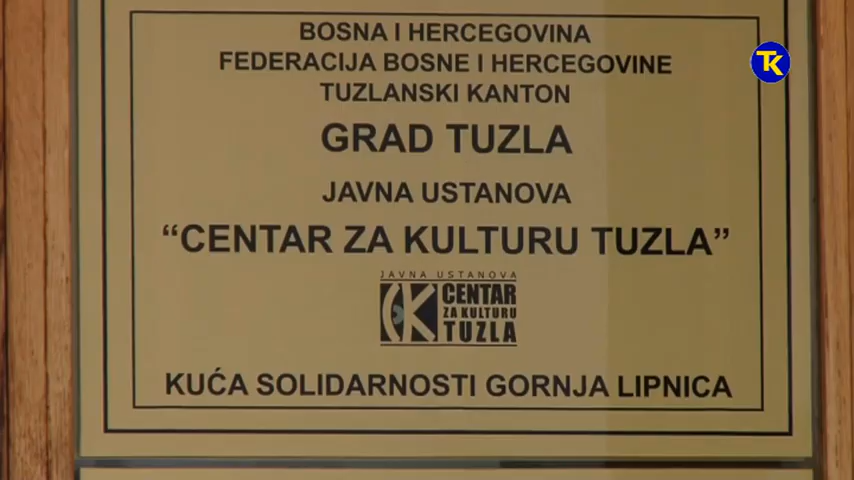 BOSNA I HERCEGOVINA
FEDERACIJA BOSNE I HERCEGOVINE
TUZLANSKI KANTON
GRAD TUZLA
JAVNA USTANOVA
“CENTAR ZA KULTURU TUZLA”
JAVNA USTANOVA
CK CENTAR
ZA KULTURU
TUZLA
KUĆA SOLIDARNOSTI GORNJA LIPNICA
TK